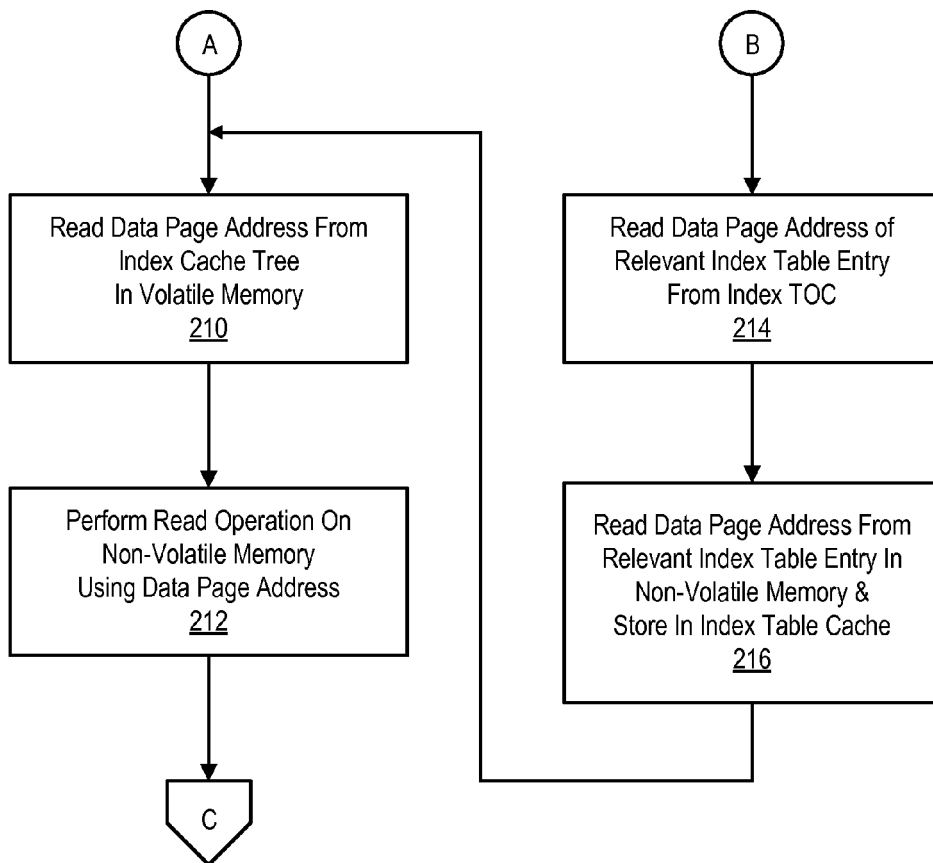 A
Read Data Page Address From
Index Cache Tree
In Volatile Memory
210
Perform Read Operation On
Non-Volatile Memory
Using Data Page Address
212
C
B
Read Data Page Address of
Relevant Index Table Entry
From Index TOC
214
Read Data Page Address From
Relevant Index Table Entry In
Non-Volatile Memory &
Store In Index Table Cache
216